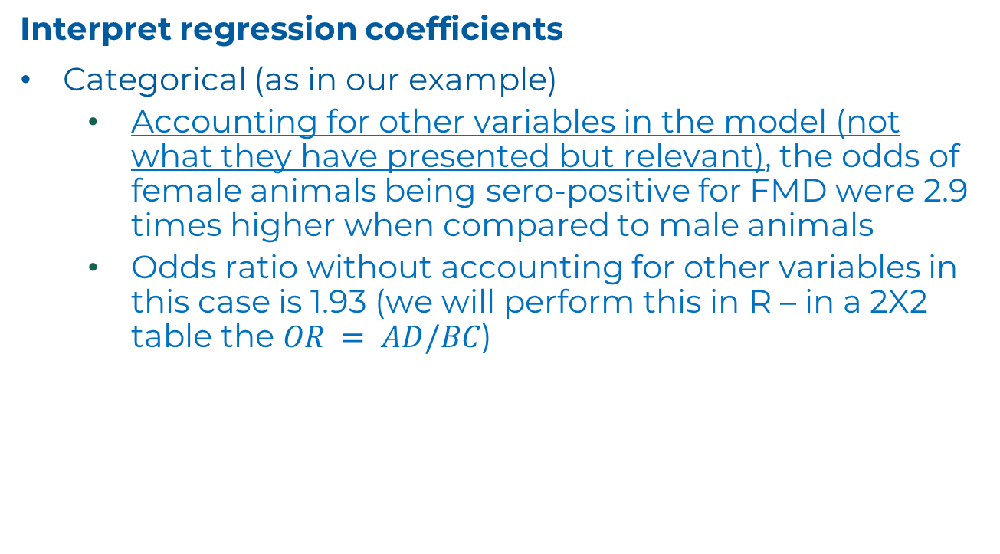 Interpret regression coefficients
• Categorical (as in our example)
• Accounting for other variables in the model (not
what they have presented but relevant), the odds of
female animals being sero-positive for FMD were 2.9
times higher when compared to male animals
• Odds ratio without accounting for other variables in
this case is 1.93 (we will perform this in R – in a 2X2
table the OR = AD/BC)